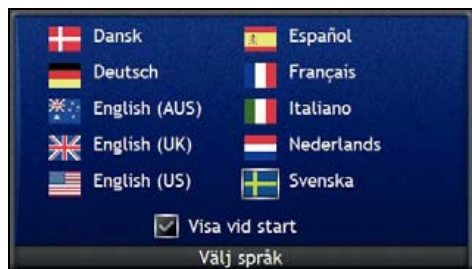 Dansk
Deutsch
English (AUS)
English (UK)
English (US)
Español
Français
Italiano
Nederlands
Svenska
Visa vid start
Välj språk